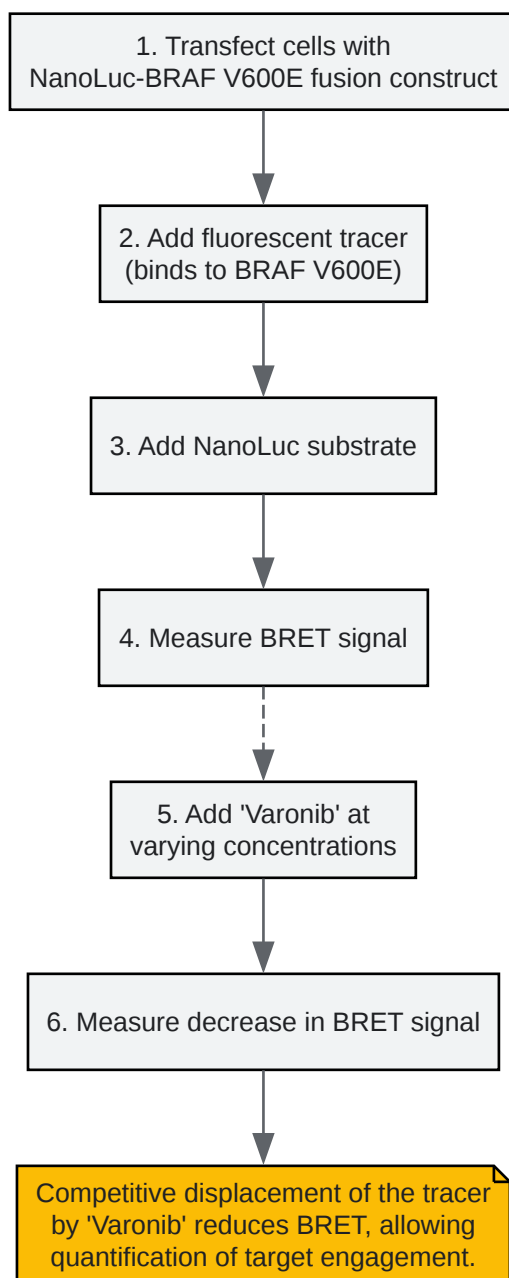 1. Transfect cells with
NanoLuc-BRAF V600E fusion construct
2. Add fluorescent tracer
(binds to BRAF V600E)
3. Add NanoLuc substrate
4. Measure BRET signal
5. Add 'Varonib' at
varying concentrations
6. Measure decrease in BRET signal
Competitive displacement of the tracer
by 'Varonib' reduces BRET, allowing
quantification of target engagement.